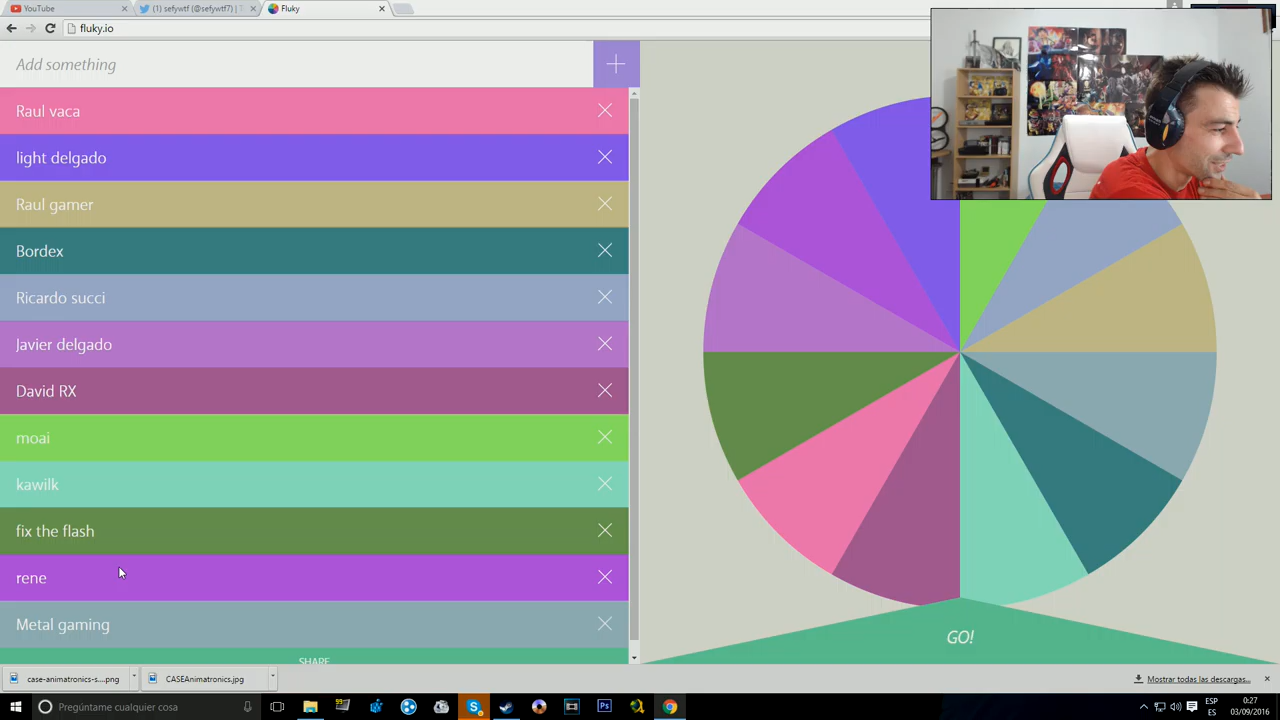 YouTube
(1) sefywtf (@sefywtf7) | T
Fluky
fluky.io
Add something
Raul vaca
light delgado
Raul gamer
Bordex
Ricardo succi
Javier delgado
David RX
moai
kawilk
fix the flash
rene
Metal gaming
SHARE
GO!
case-animatronics-s....png
CASEAnimatronics.jpg
Mostrar todas las descargas...
Pregúntame cualquier cosa
ESP
ES
0:27
03/09/2016